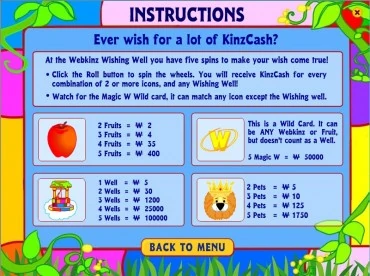 INSTRUCTIONS
Ever wish for a lot of KinzCash?
At the Webkinz Wishing Well you have five spins to make your wish come true!
• Click the Roll button to spin the wheels. You will receive KinzCash for every
combination of 2 or more icons, and any Wishing Well!
• Watch for the Magic W Wild card, it can match any icon except the Wishing well.
2 Fruits = ₩ 2
3 Fruits = ₩ 4
4 Fruits = ₩ 35
5 Fruits = ₩ 400
W
This is a Wild Card. It can
be ANY Webkinz or Fruit,
but doesn't count as a Well.
5 Magic W = ₩ 50000
1 Well = ₩ 5
2 Wells = ₩ 30
3 Wells = ₩ 1200
4 Wells = ₩ 25000
5 Wells = ₩ 100000
2 Pets = ₩ 5
3 Pets = ₩ 10
4 Pets = ₩ 125
5 Pets = ₩ 1750
BACK TO MENU